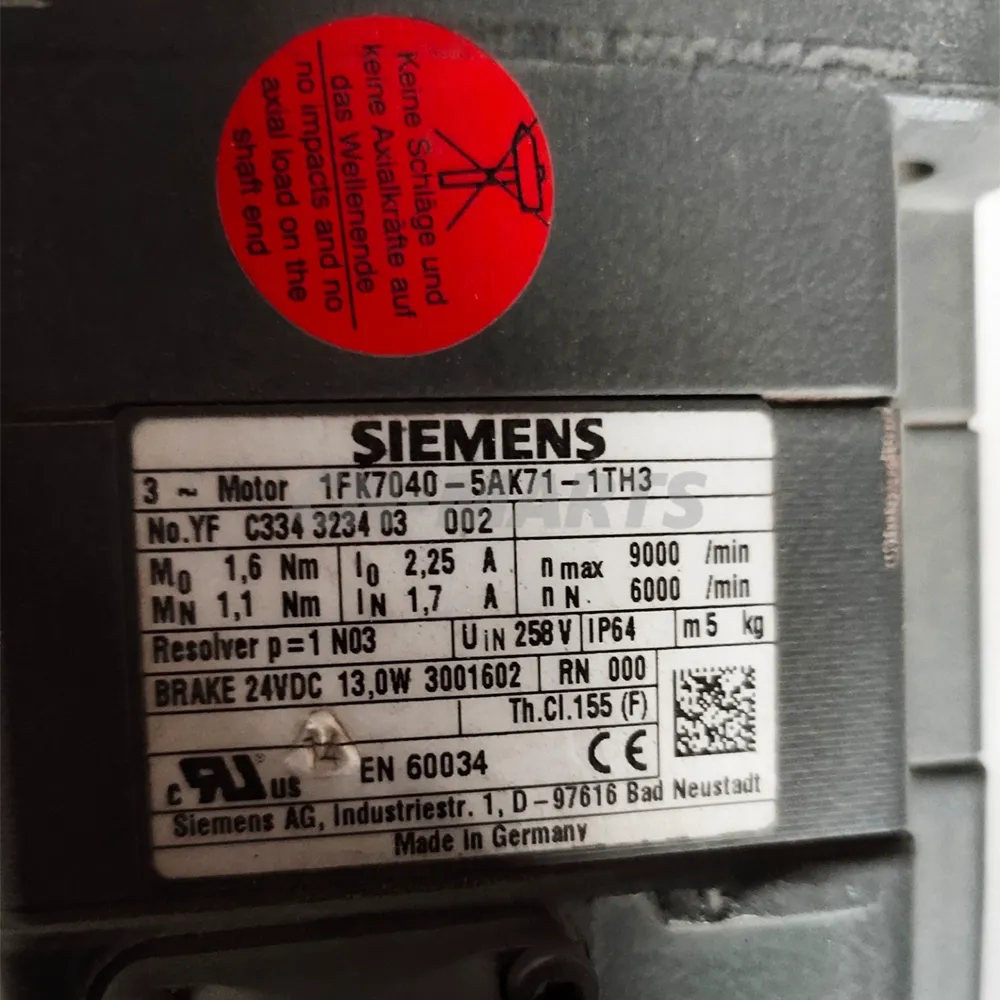 Keine Schläge und
keine Axialkräfte auf
das Wellenende
no impacts and no
axial load on the
shaft end
SIEMENS
3 ~ Motor 1FK7040-5AK71-1TH3
No.YF C334 3234 03 002
M0 1,6 Nm I0 2,25 A n max 9000 /min
MN 1,1 Nm IN 1,7 A n N. 6000 /min
Resolver p=1 N03 UiN 258 V IP64 m 5 kg
BRAKE 24VDC 13,0W 3001602 RN 000
Th.Cl.155 (F)
14
c RU US EN 60034 CE
Siemens AG, Industriestr. 1, D-97616 Bad Neustadt
Made in Germany